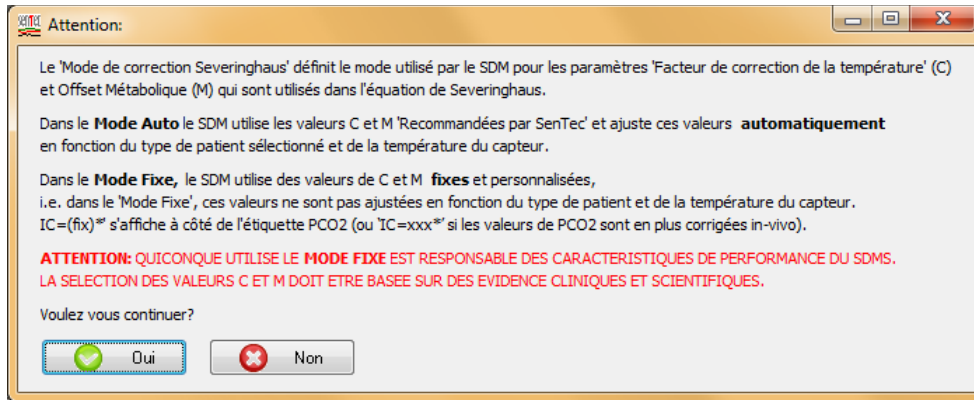 SenTec Attention:
Le 'Mode de correction Severinghaus' définit le mode utilisé par le SDM pour les paramètres 'Facteur de correction de la température' (C)
et Offset Métabolique (M) qui sont utilisés dans l'équation de Severinghaus.
Dans le Mode Auto le SDM utilise les valeurs C et M 'Recommandées par SenTec' et ajuste ces valeurs automatiquement
en fonction du type de patient sélectionné et de la température du capteur.
Dans le Mode Fixe, le SDM utilise des valeurs de C et M fixes et personnalisées,
i.e. dans le 'Mode Fixe', ces valeurs ne sont pas ajustées en fonction du type de patient et de la température du capteur.
IC=(fix)*' s'affiche à côté de l'étiquette PCO2 (ou 'IC=xxx*' si les valeurs de PCO2 sont en plus corrigées in-vivo).
ATTENTION: QUICONQUE UTILISE LE MODE FIXE EST RESPONSABLE DES CARACTERISTIQUES DE PERFORMANCE DU SDMS.
LA SELECTION DES VALEURS C ET M DOIT ETRE BASEE SUR DES EVIDENCE CLINIQUES ET SCIENTIFIQUES.
Voulez vous continuer?
Oui Non